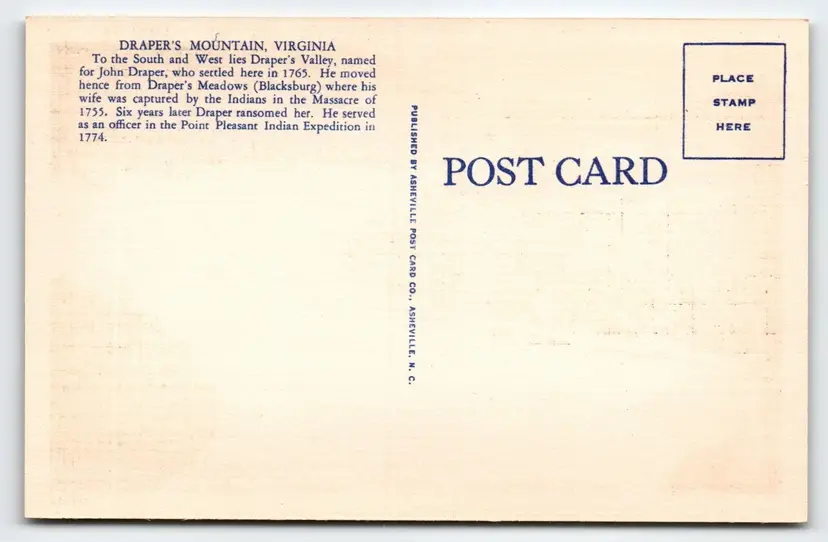 DRAPER'S MOUNTAIN, VIRGINIA
To the South and West lies Draper's Valley, named
for John Draper, who settled here in 1765. He moved
hence from Draper's Meadows (Blacksburg) where his
wife was captured by the Indians in the Massacre of
1755. Six years later Draper ransomed her. He served
as an officer in the Point Pleasant Indian Expedition in
1774.
PUBLISHED BY ASHEVILLE POST CARD CO., ASHEVILLE, N. C.
POST CARD
PLACE
STAMP
HERE